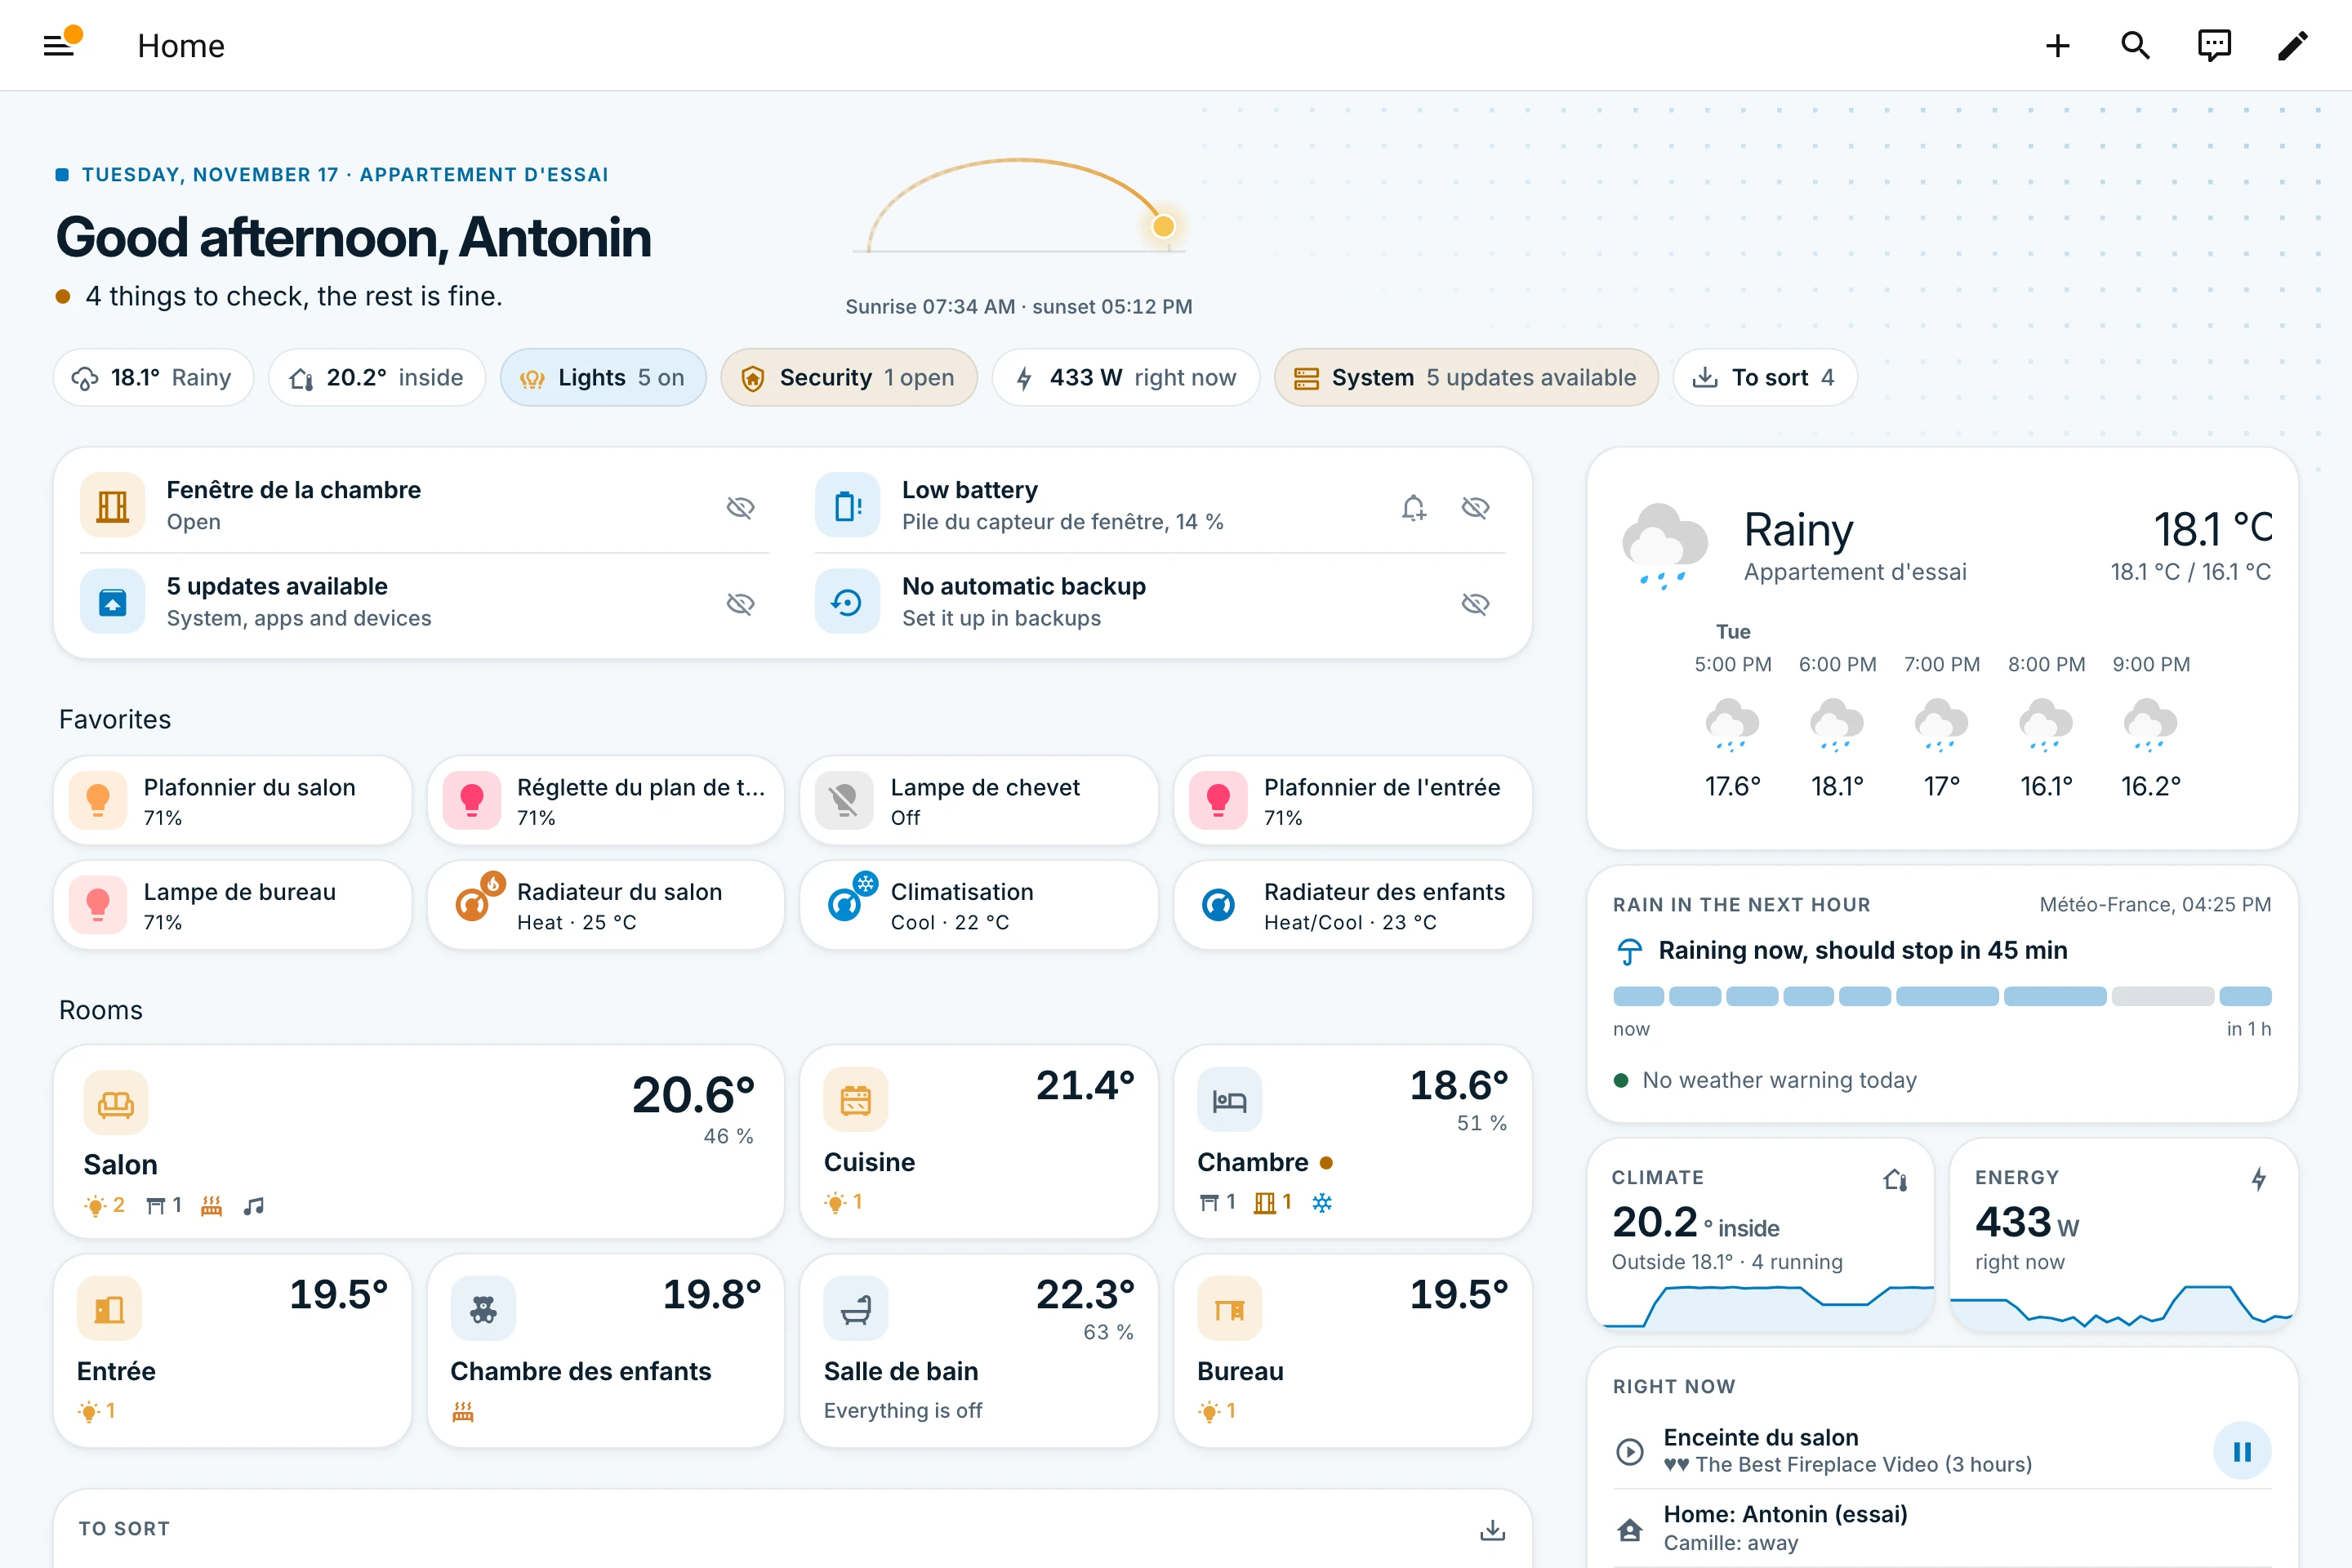 Home
TUESDAY, NOVEMBER 17 · APPARTEMENT D'ESSAI
Good afternoon, Antonin
4 things to check, the rest is fine.
Sunrise 07:34 AM · sunset 05:12 PM
18.1° Rainy
20.2° inside
Lights 5 on
Security 1 open
433 W right now
System 5 updates available
To sort 4
Fenêtre de la chambre
Open
Low battery
Pile du capteur de fenêtre, 14 %
5 updates available
System, apps and devices
No automatic backup
Set it up in backups
Favorites
Plafonnier du salon
71%
Réglette du plan de t...
71%
Lampe de chevet
Off
Plafonnier de l'entrée
71%
Lampe de bureau
71%
Radiateur du salon
Heat · 25 °C
Climatisation
Cool · 22 °C
Radiateur des enfants
Heat/Cool · 23 °C
Rooms
20.6°
46 %
Salon
2 1
21.4°
Cuisine
1
18.6°
51 %
Chambre
1 1
19.5°
Entrée
1
19.8°
Chambre des enfants
22.3°
63 %
Salle de bain
Everything is off
19.5°
Bureau
1
TO SORT
Rainy
Appartement d'essai
18.1 °C
18.1 °C / 16.1 °C
Tue
5:00 PM 6:00 PM 7:00 PM 8:00 PM 9:00 PM
17.6° 18.1° 17° 16.1° 16.2°
RAIN IN THE NEXT HOUR
Météo-France, 04:25 PM
Raining now, should stop in 45 min
now
in 1 h
No weather warning today
CLIMATE
20.2 ° inside
Outside 18.1° · 4 running
ENERGY
433 W
right now
RIGHT NOW
Enceinte du salon
♥♥ The Best Fireplace Video (3 hours)
Home: Antonin (essai)
Camille: away